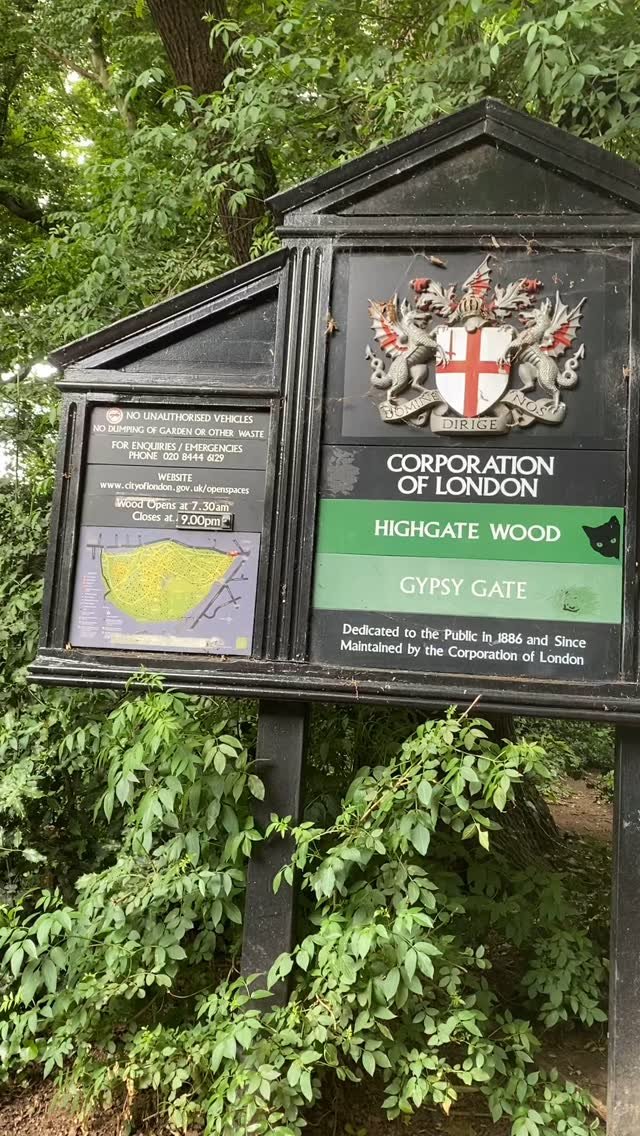 NO UNAUTHORISED VEHICLES
NO DUMPING OF GARDEN OR OTHER WASTE
FOR ENQUIRIES / EMERGENCIES
PHONE 020 8444 6129
WEBSITE
www.cityoflondon.gov.uk/openspaces
Wood Opens at 7.30am
Closes at 9.00pm
DOMINE DIRIGE NOS
CORPORATION
OF LONDON
HIGHGATE WOOD
GYPSY GATE
Dedicated to the Public in 1886 and Since
Maintained by the Corporation of London